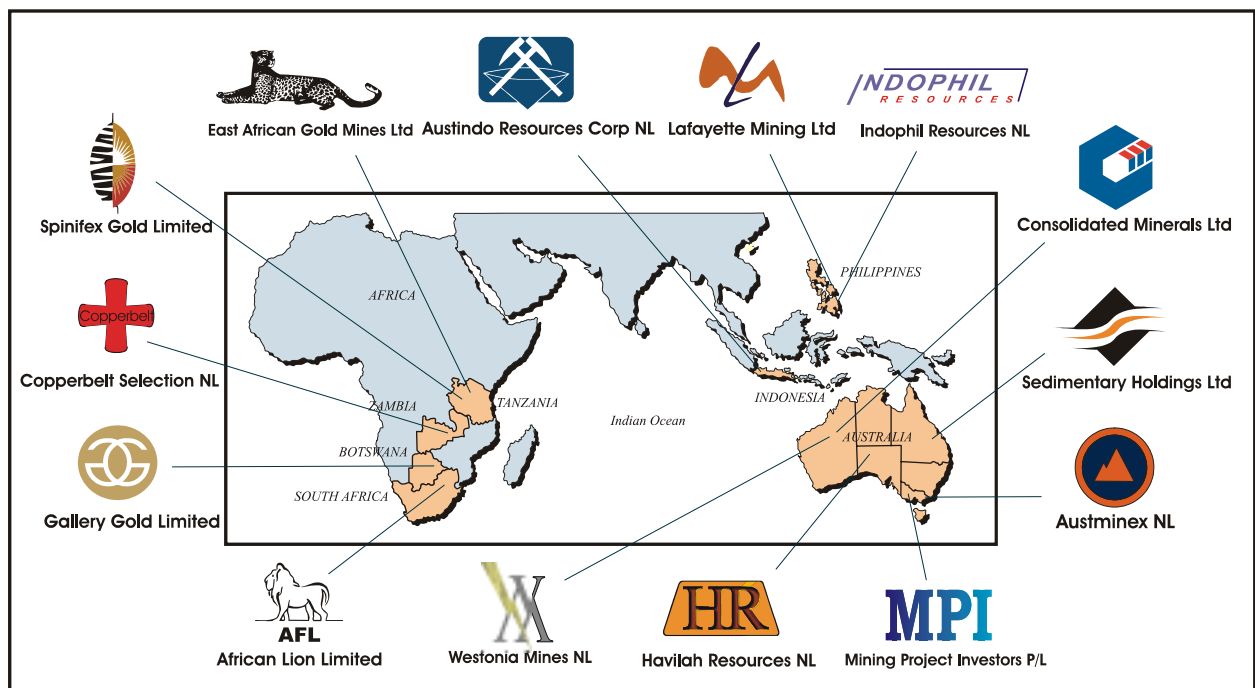 NDOPHIL
RESOURCES
East African Gold Mines Ltd
Austindo Resources Corp NL
Lafayette Mining Ltd
Indophil Resources NL
Spinifex Gold Limited
Consolidated Minerals Ltd
Copperbelt
Copperbelt Selection NL
Sedimentary Holdings Ltd
Gallery Gold Limited
Austminex NL
PHILIPPINES
AFRICA
INDONESIA
TANZANIA
ZAMBIA
Indian Ocean
AUSTRALIA
BOTSWANA
SOUTH AFRICA
AFL
African Lion Limited
Westonia Mines NL
HR
Havilah Resources NL
MPI
Mining Project Investors P/L